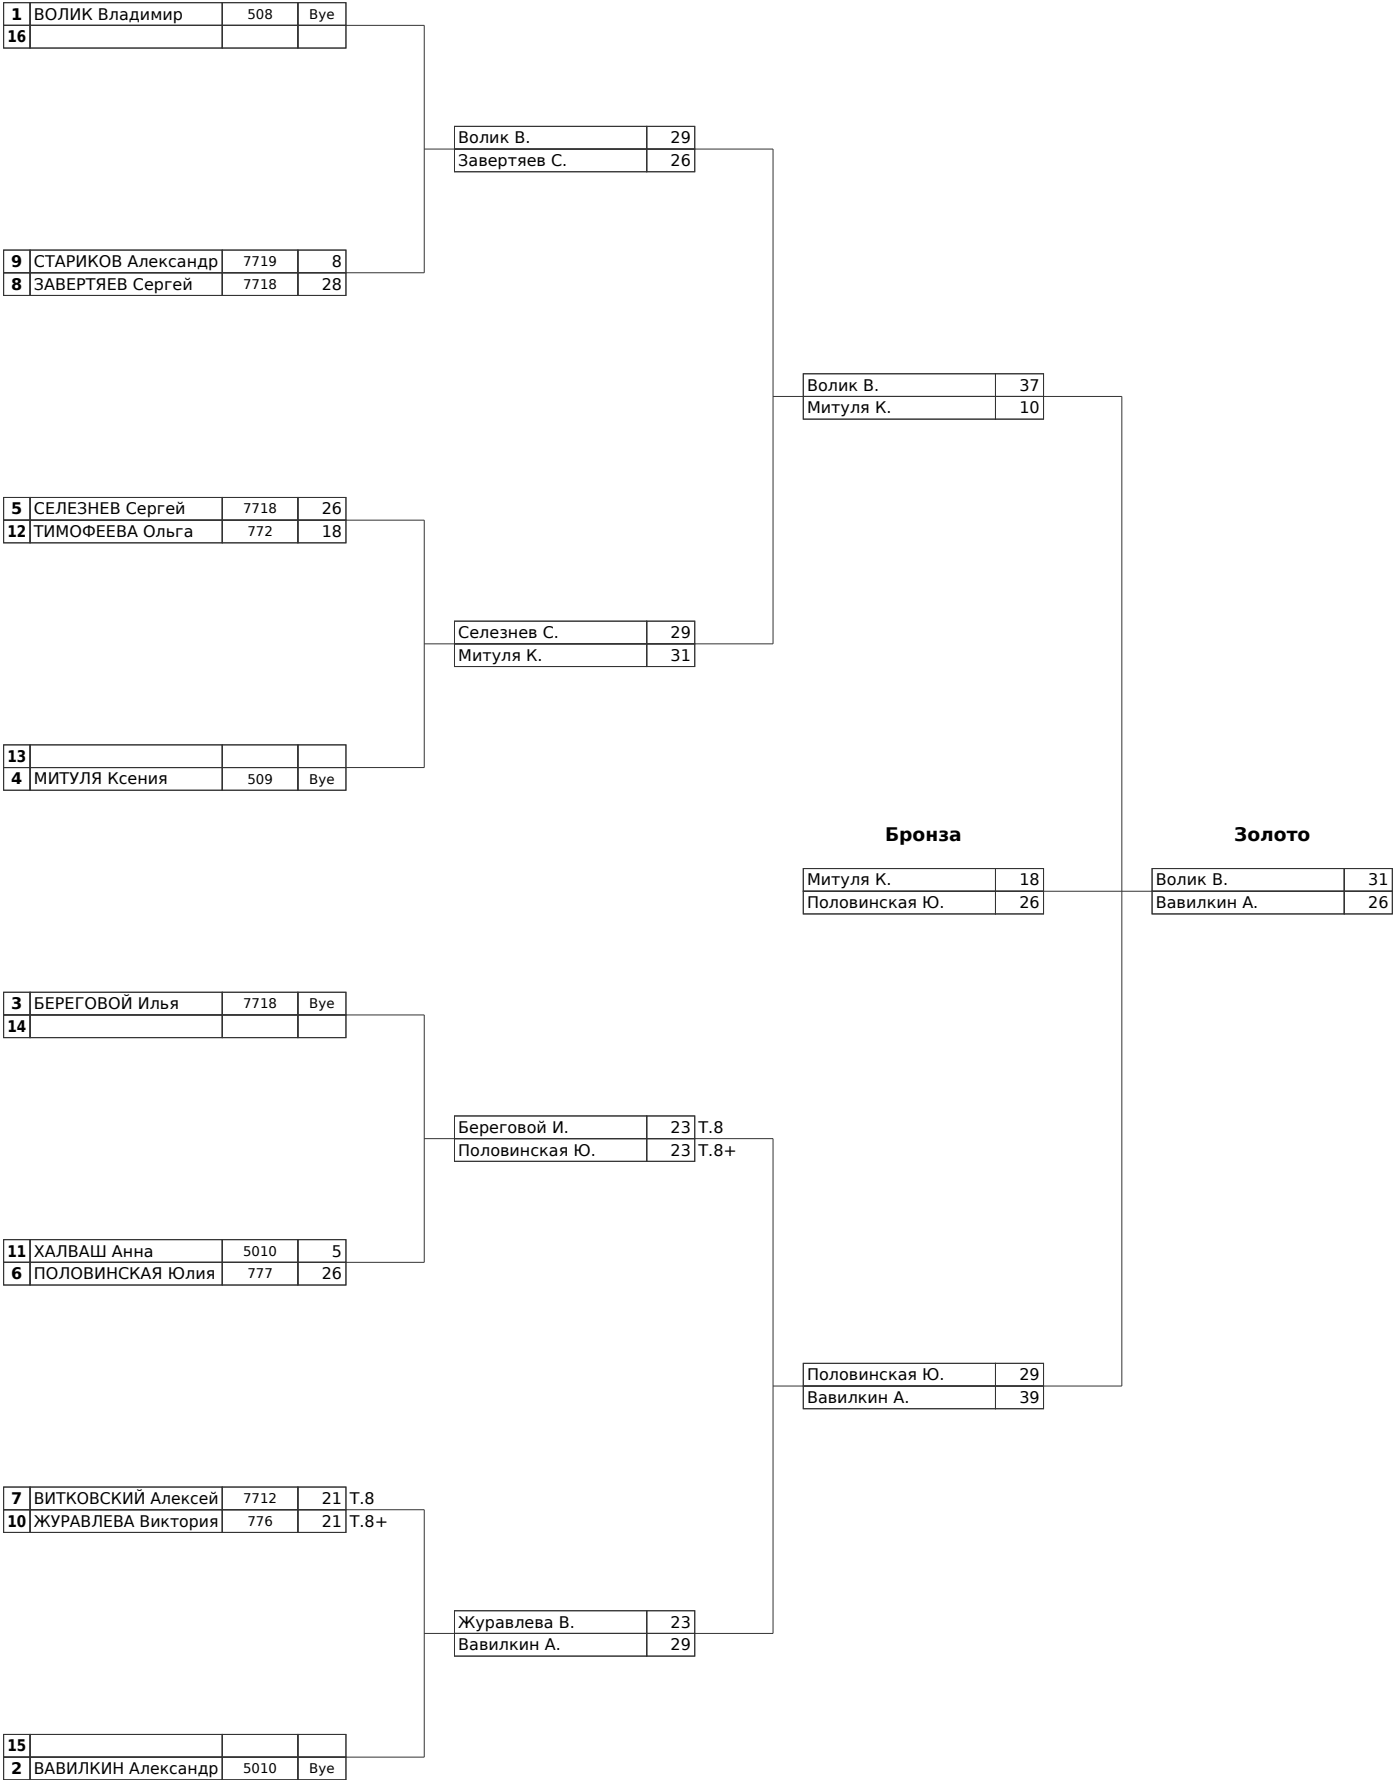 1 ВОЛИК Владимир 508 Bye
16
Волик В. 29
Завертяев С. 26
9 СТАРИКОВ Александр 7719 8
8 ЗАВЕРТЯЕВ Сергей 7718 28
Волик В. 37
Митуля К. 10
5 СЕЛЕЗНЕВ Сергей 7718 26
12 ТИМОФЕЕВА Ольга 772 18
Селезнев С. 29
Митуля К. 31
13
4 МИТУЛЯ Ксения 509 Bye
Бронза Золото
Митуля К. 18 Волик В. 31
Половинская Ю. 26 Вавилкин А. 26
3 БЕРЕГОВОЙ Илья 7718 Bye
14
Береговой И. 23 T.8
Половинская Ю. 23 T.8+
11 ХАЛВАШ Анна 5010 5
6 ПОЛОВИНСКАЯ Юлия 777 26
Половинская Ю. 29
Вавилкин А. 39
7 ВИТКОВСКИЙ Алексей 7712 21 T.8
10 ЖУРАВЛЕВА Виктория 776 21 T.8+
Журавлева В. 23
Вавилкин А. 29
15
2 ВАВИЛКИН Александр 5010 Bye